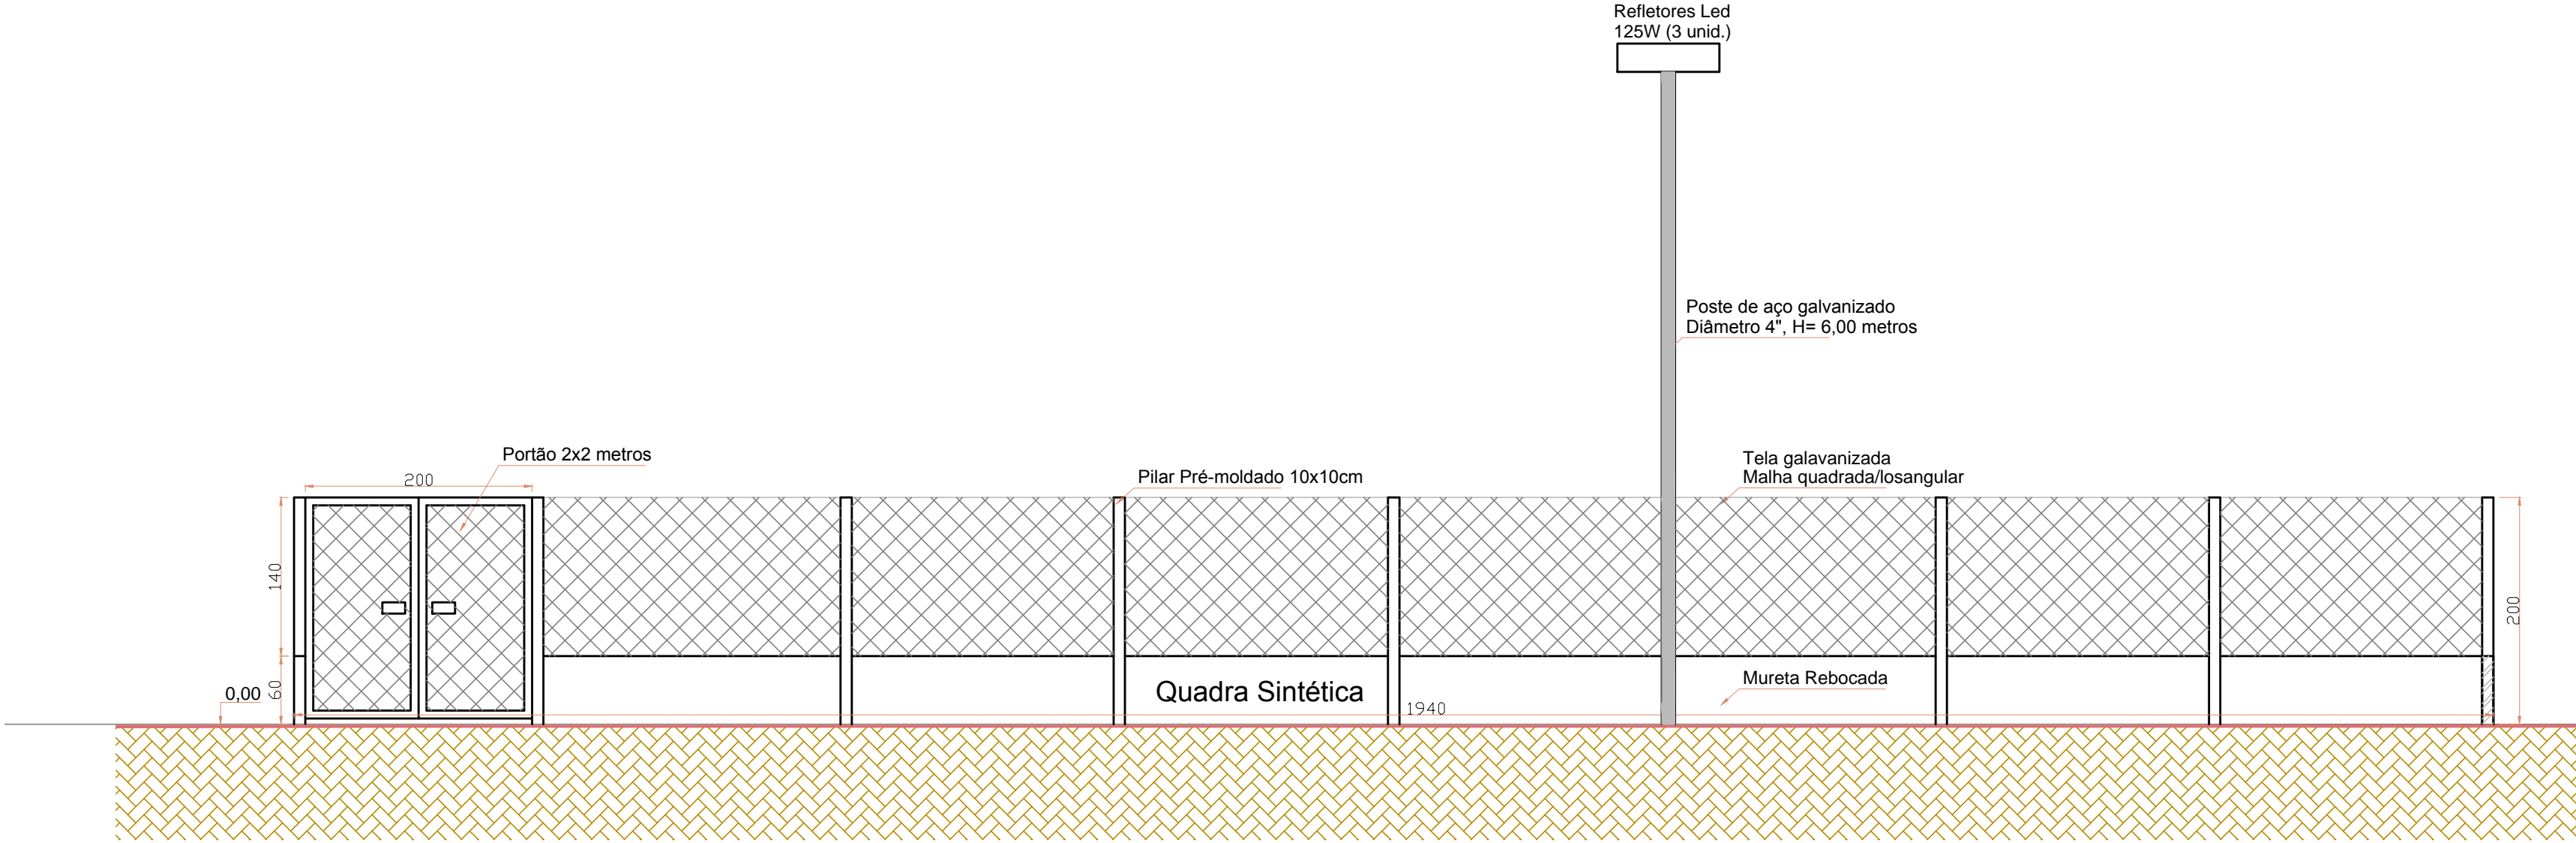 Refletores Led
125W (3 unid.)
Poste de aço galvanizado
Diâmetro 4", H= 6,00 metros
Portão 2x2 metros
200
Pilar Pré-moldado 10x10cm
Tela galavanizada
Malha quadrada/losangular
140
200
60
0,00
Quadra Sintética
Mureta Rebocada
1940